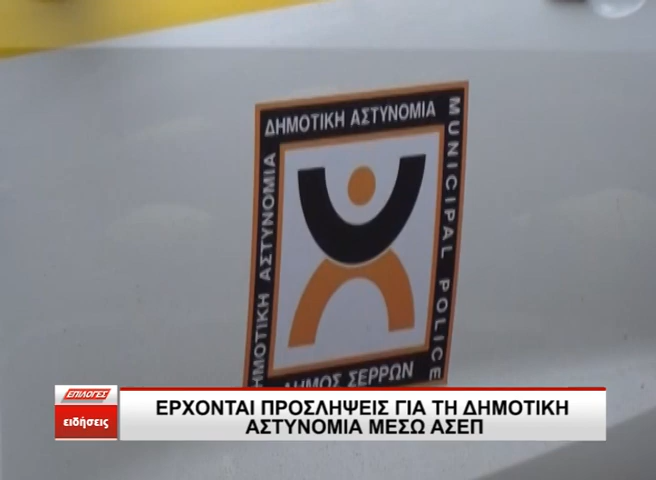 ΔΗΜΟΤΙΚΗ ΑΣΤΥΝΟΜΙΑ
MUNICIPAL POLICE
ΔΗΜΟΤΙΚΗ ΑΣΤΥΝΟΜΙΑ
ΔΗΜΟΣ ΣΕΡΡΩΝ
ΕΠΙΛΟΓΕΣ
ειδήσεις
ΕΡΧΟΝΤΑΙ ΠΡΟΣΛΗΨΕΙΣ ΓΙΑ ΤΗ ΔΗΜΟΤΙΚΗ
ΑΣΤΥΝΟΜΙΑ ΜΕΣΩ ΑΣΕΠ